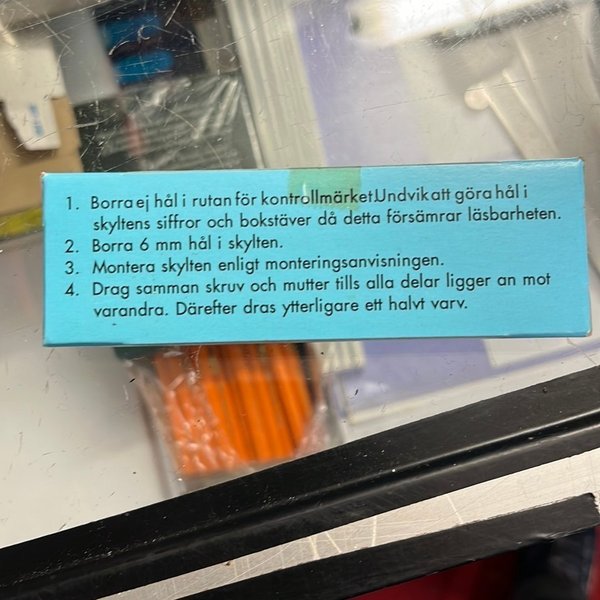 1. Borra ej hål i rutan för kontrollmärket.Undvik att göra hål i
skyltens siffror och bokstäver då detta försämrar läsbarheten.
2. Borra 6 mm hål i skylten.
3. Montera skylten enligt monteringsanvisningen.
4. Drag samman skruv och mutter tills alla delar ligger an mot
varandra. Därefter dras ytterligare ett halvt varv.